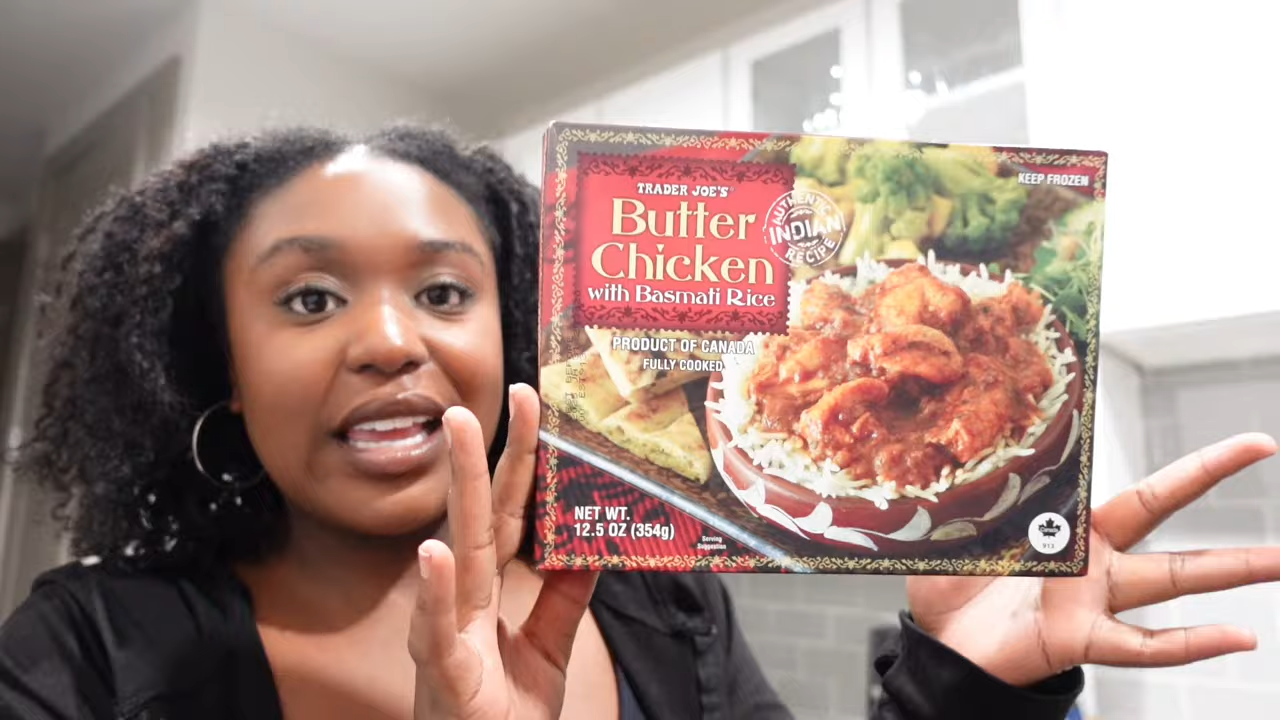 TRADER JOE'S®
Butter
Chicken
with Basmati Rice
AUTHENTIC
INDIAN
RECIPE
KEEP FROZEN
PRODUCT OF CANADA
FULLY COOKED
NET WT.
12.5 OZ (354g)
Serving
Suggestion
913